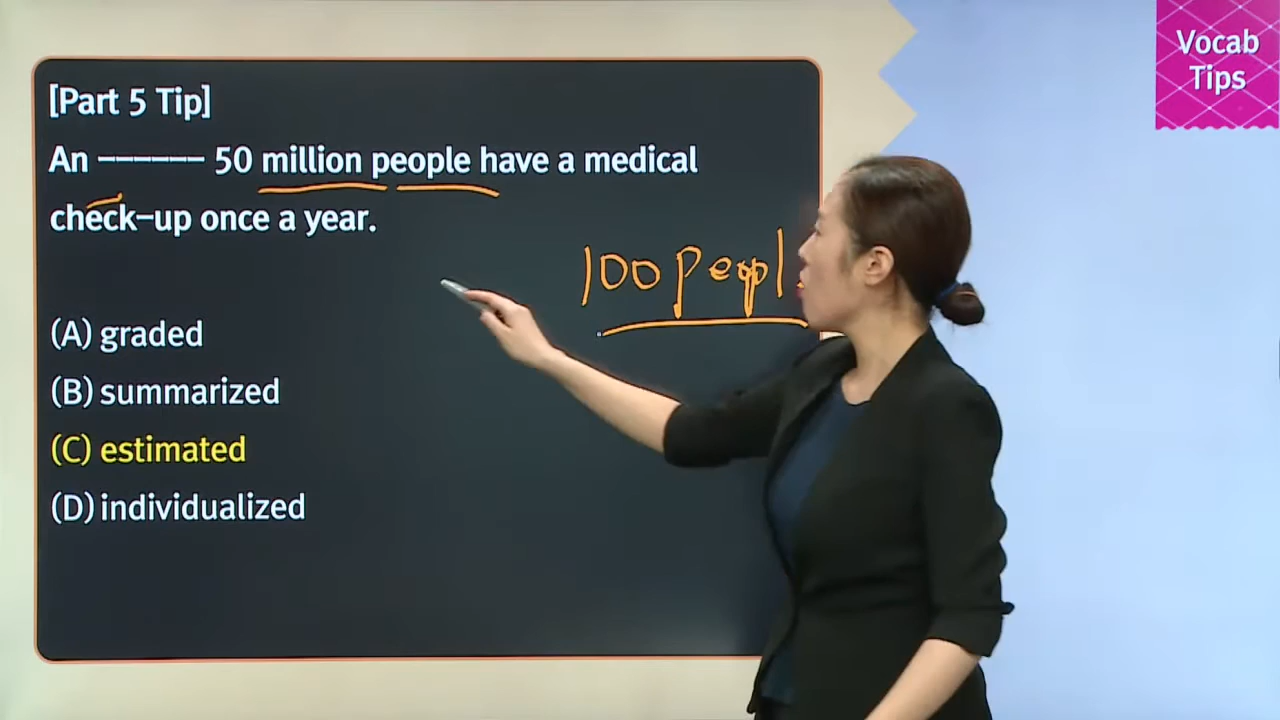 Vocab
Tips
[Part 5 Tip]
An ------ 50 million people have a medical
check-up once a year.
100 peopl
(A) graded
(B) summarized
(C) estimated
(D) individualized